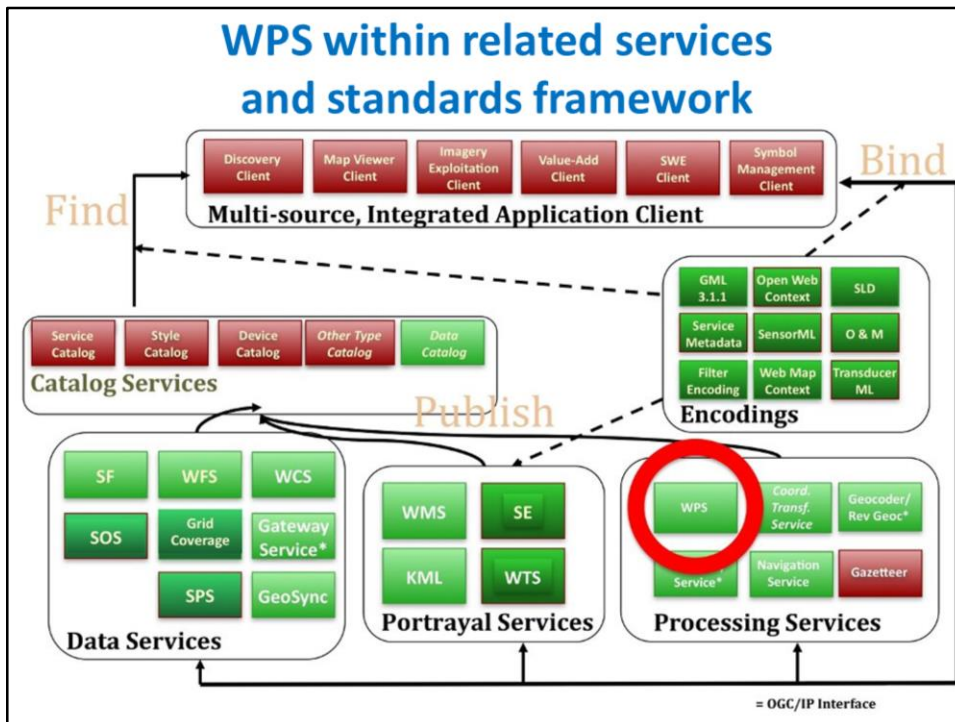 WPS within related services
and standards framework
Discovery
Client
Map Viewer
Client
Imagery
Exploitation
Client
Value-Add
Client
SWE
Client
Symbol
Management
Client
Multi-source, Integrated Application Client
Find
Bind
GML
3.1.1
Open Web
Context
SLD
Service
Metadata
SensorML
O & M
Filter
Encoding
Web Map
Context
Transducer
ML
Encodings
Service
Catalog
Style
Catalog
Device
Catalog
Other Type
Catalog
Data
Catalog
Catalog Services
Publish
SF
WFS
WCS
SOS
Grid
Coverage
Gateway
Service*
SPS
GeoSync
Data Services
WMS
SE
KML
WTS
Portrayal Services
WPS
Coord.
Transf.
Service
Geocoder/
Rev Geoc*
Service*
Navigation
Service
Gazetteer
Processing Services
= OGC/IP Interface